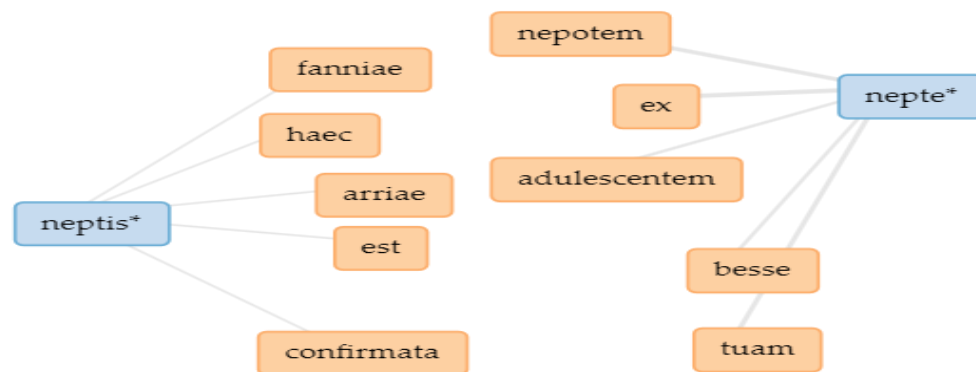 nepotem
fanniae
nepte*
ex
haec
adulescentem
arriae
neptis*
est
besse
confirmata
tuam